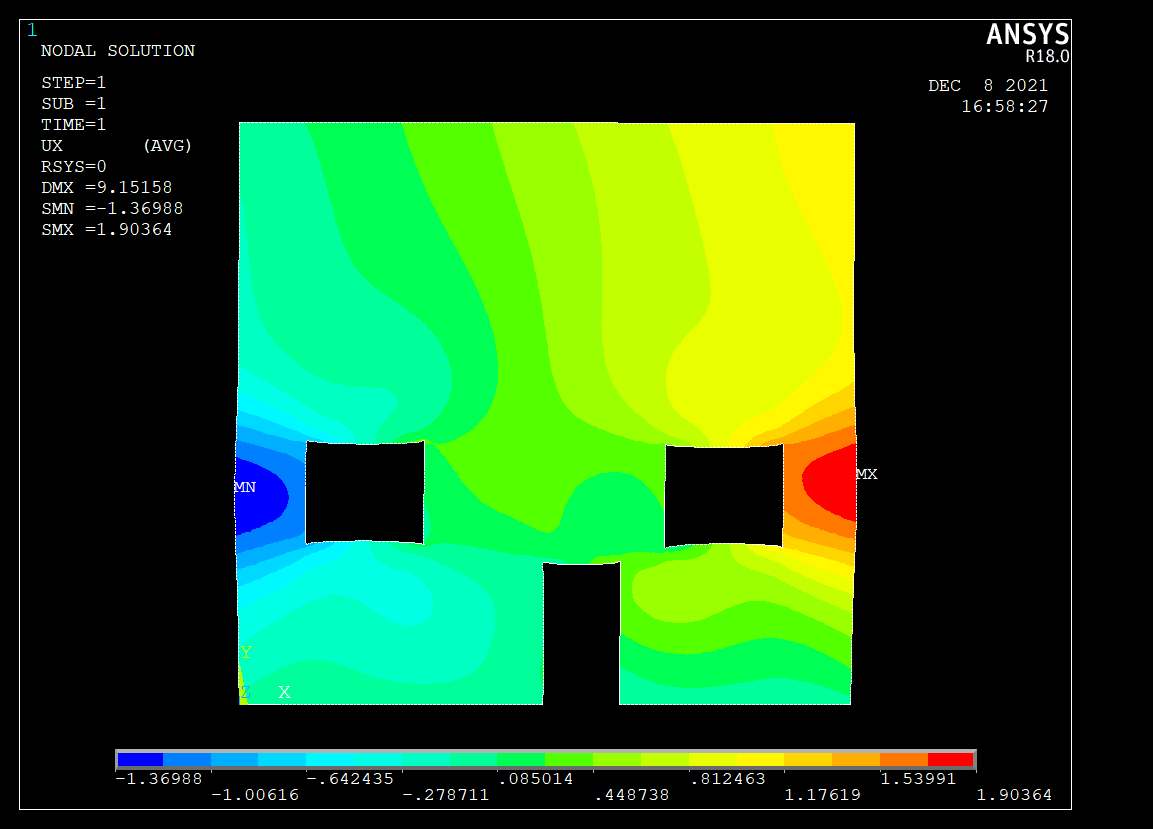 1
ANSYS
R18.0
NODAL SOLUTION
STEP=1
SUB =1
TIME=1
UX (AVG)
RSYS=0
DMX =9.15158
SMN =-1.36988
SMX =1.90364
DEC 8 2021
16:58:27
MN
MX
Y
Z X
-1.36988 -.642435 .085014 .812463 1.53991
-1.00616 -.278711 .448738 1.17619 1.90364